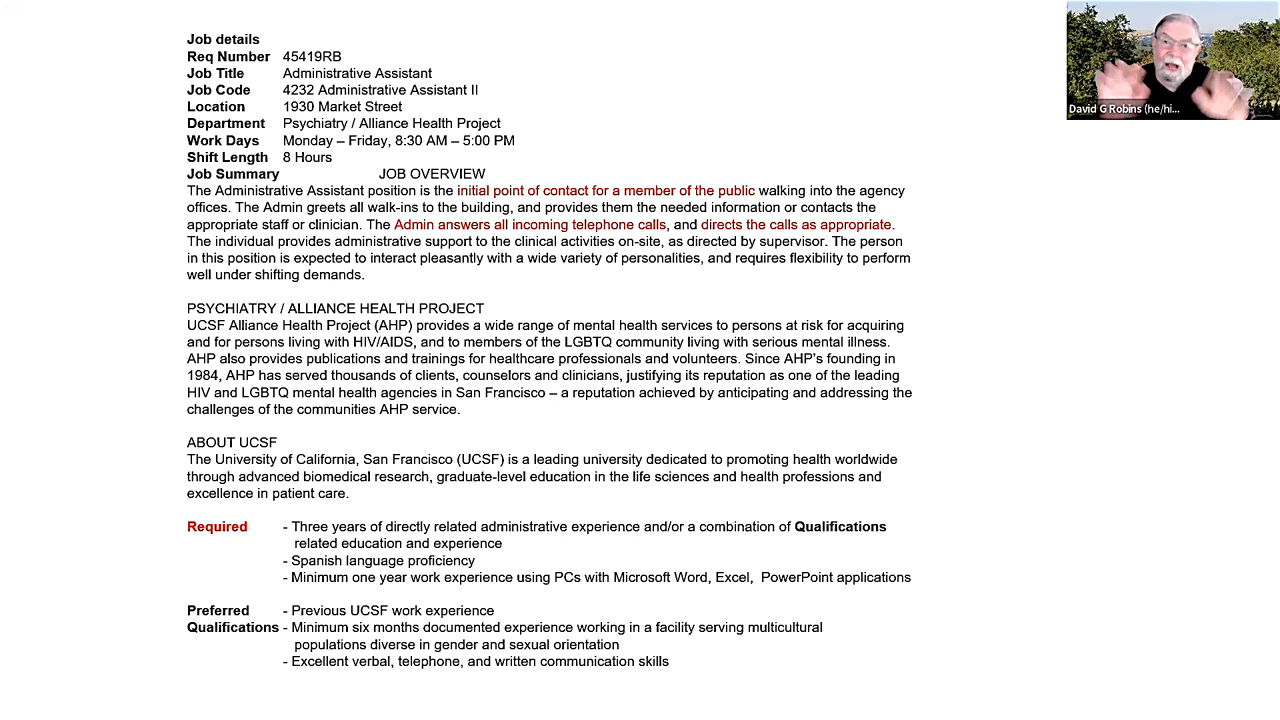 Job details
Req Number 45419RB
Job Title Administrative Assistant
Job Code 4232 Administrative Assistant II
Location 1930 Market Street
Department Psychiatry / Alliance Health Project
Work Days Monday – Friday, 8:30 AM – 5:00 PM
Shift Length 8 Hours
Job Summary JOB OVERVIEW
The Administrative Assistant position is the initial point of contact for a member of the public walking into the agency
offices. The Admin greets all walk-ins to the building, and provides them the needed information or contacts the
appropriate staff or clinician. The Admin answers all incoming telephone calls, and directs the calls as appropriate.
The individual provides administrative support to the clinical activities on-site, as directed by supervisor. The person
in this position is expected to interact pleasantly with a wide variety of personalities, and requires flexibility to perform
well under shifting demands.
PSYCHIATRY / ALLIANCE HEALTH PROJECT
UCSF Alliance Health Project (AHP) provides a wide range of mental health services to persons at risk for acquiring
and for persons living with HIV/AIDS, and to members of the LGBTQ community living with serious mental illness.
AHP also provides publications and trainings for healthcare professionals and volunteers. Since AHP's founding in
1984, AHP has served thousands of clients, counselors and clinicians, justifying its reputation as one of the leading
HIV and LGBTQ mental health agencies in San Francisco – a reputation achieved by anticipating and addressing the
challenges of the communities AHP service.
ABOUT UCSF
The University of California, San Francisco (UCSF) is a leading university dedicated to promoting health worldwide
through advanced biomedical research, graduate-level education in the life sciences and health professions and
excellence in patient care.
Required - Three years of directly related administrative experience and/or a combination of Qualifications
related education and experience
- Spanish language proficiency
- Minimum one year work experience using PCs with Microsoft Word, Excel, PowerPoint applications
Preferred - Previous UCSF work experience
Qualifications - Minimum six months documented experience working in a facility serving multicultural
populations diverse in gender and sexual orientation
- Excellent verbal, telephone, and written communication skills
David G Robins (he/hi...